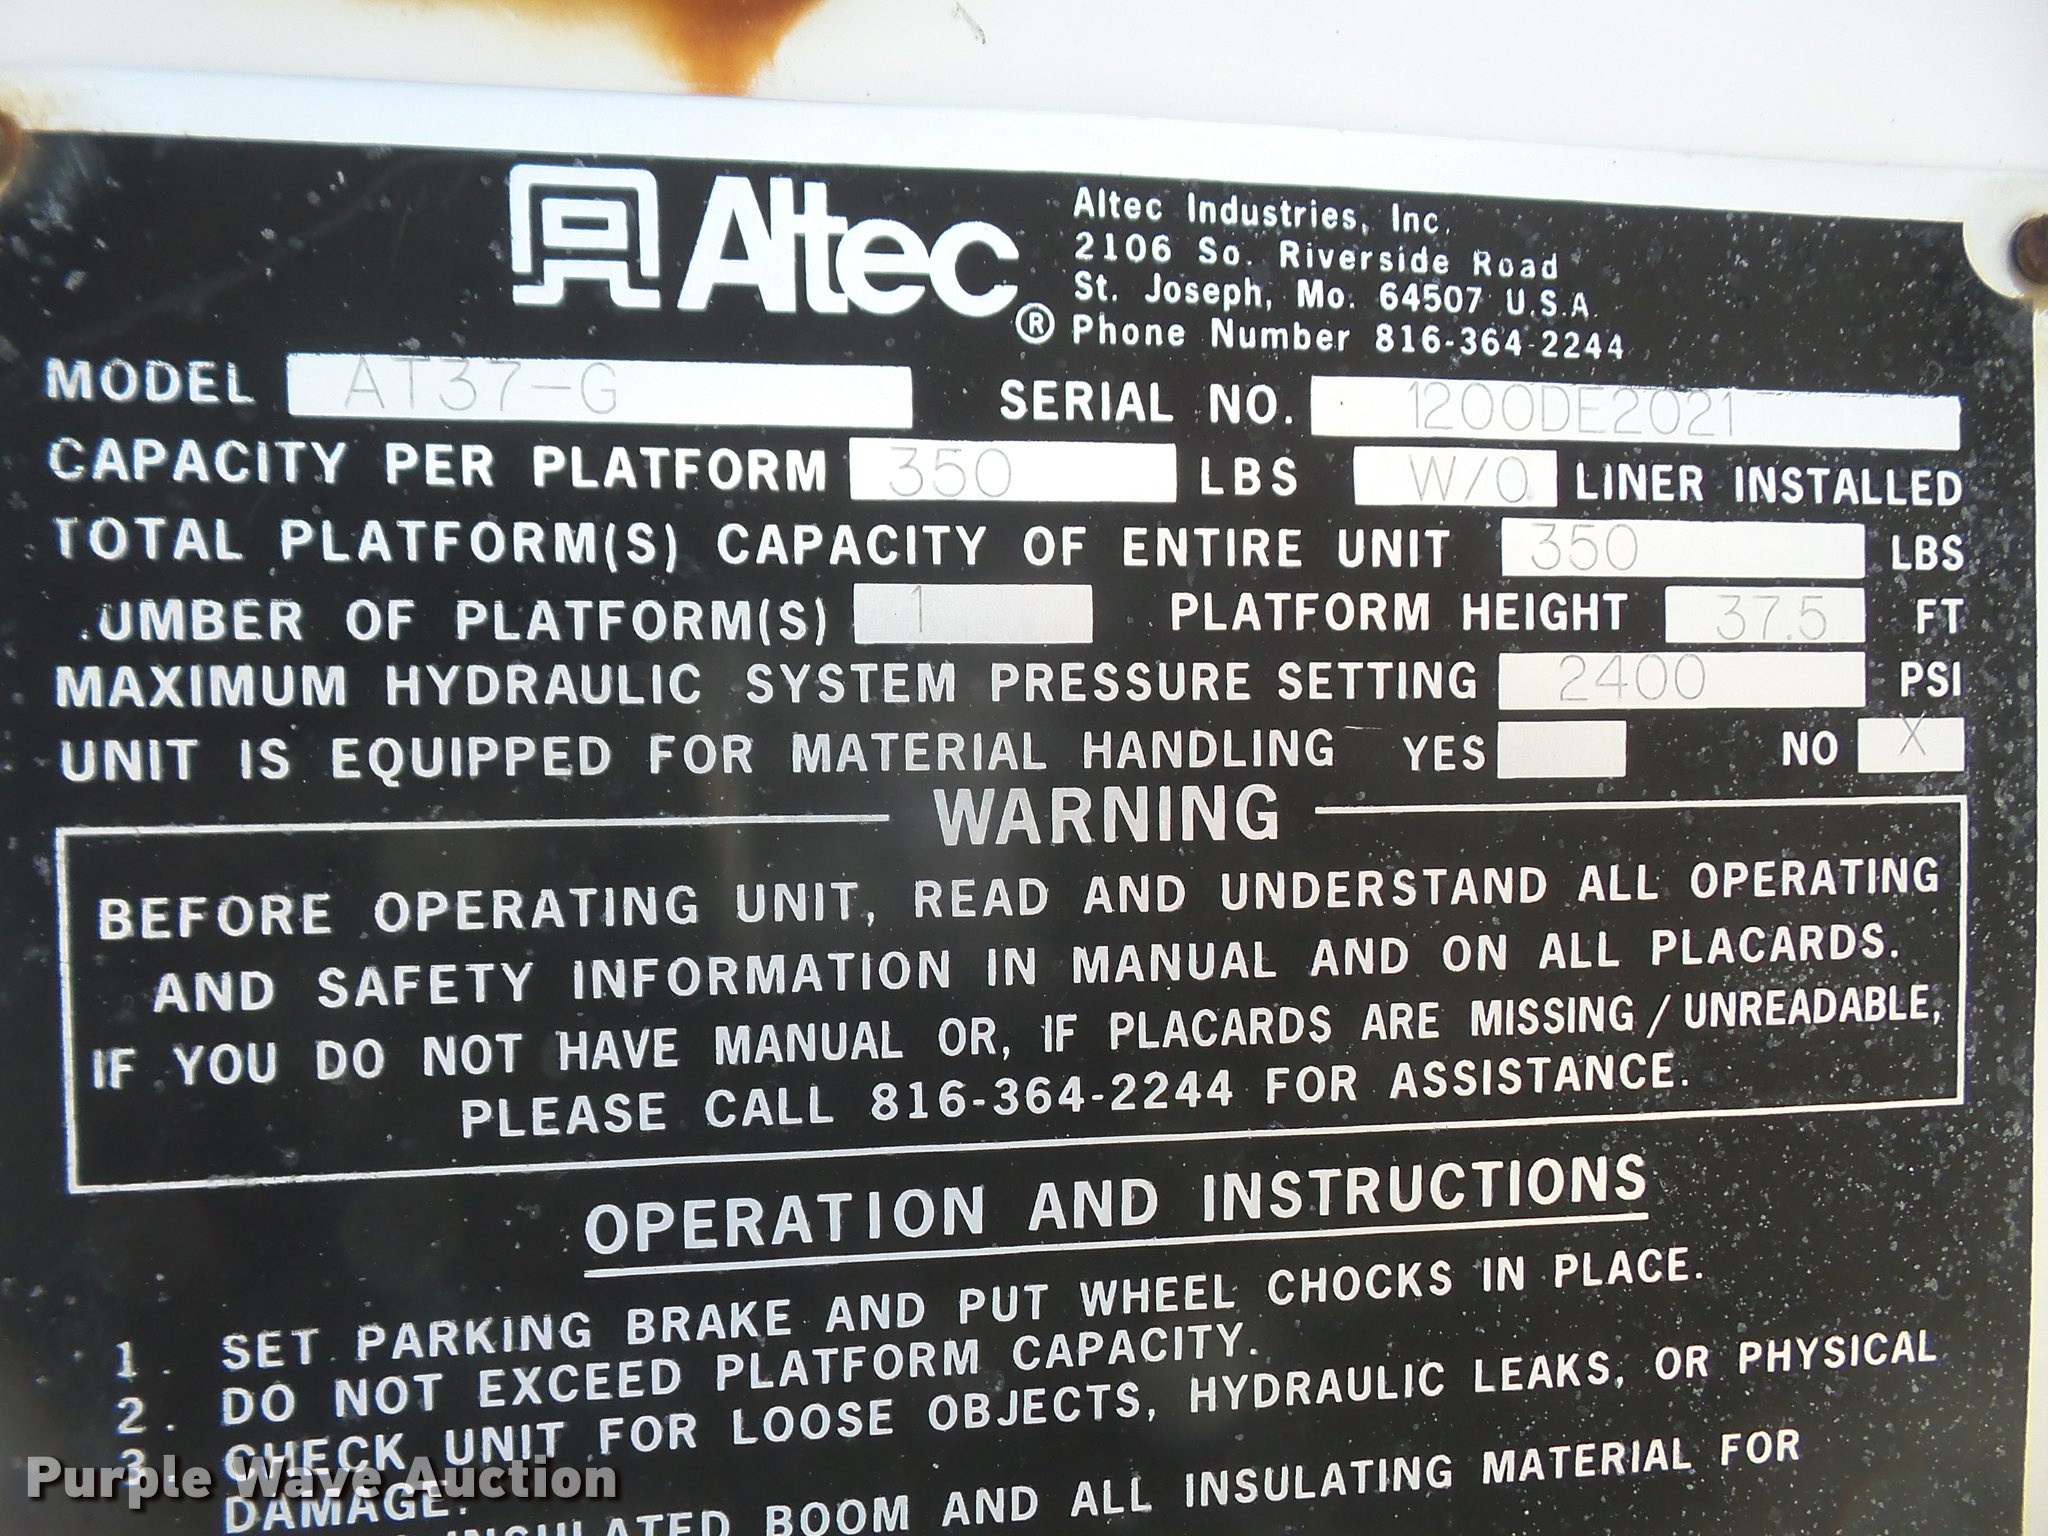 Altec®
Altec Industries, Inc.
2106 So. Riverside Road
St. Joseph, Mo. 64507 U.S.A.
Phone Number 816-364-2244
MODEL AT37-G SERIAL NO. 1200DE2021
CAPACITY PER PLATFORM 350 LBS W/O LINER INSTALLED
TOTAL PLATFORM(S) CAPACITY OF ENTIRE UNIT 350 LBS
UMBER OF PLATFORM(S) 1 PLATFORM HEIGHT 37.5 FT
MAXIMUM HYDRAULIC SYSTEM PRESSURE SETTING 2400 PSI
UNIT IS EQUIPPED FOR MATERIAL HANDLING YES NO X
WARNING
BEFORE OPERATING UNIT, READ AND UNDERSTAND ALL OPERATING
AND SAFETY INFORMATION IN MANUAL AND ON ALL PLACARDS.
IF YOU DO NOT HAVE MANUAL OR, IF PLACARDS ARE MISSING / UNREADABLE,
PLEASE CALL 816-364-2244 FOR ASSISTANCE.
OPERATION AND INSTRUCTIONS
1. SET PARKING BRAKE AND PUT WHEEL CHOCKS IN PLACE.
2. DO NOT EXCEED PLATFORM CAPACITY.
3. CHECK UNIT FOR LOOSE OBJECTS, HYDRAULIC LEAKS, OR PHYSICAL
DAMAGE.
INSULATED BOOM AND ALL INSULATING MATERIAL FOR
Purple Wave Auction